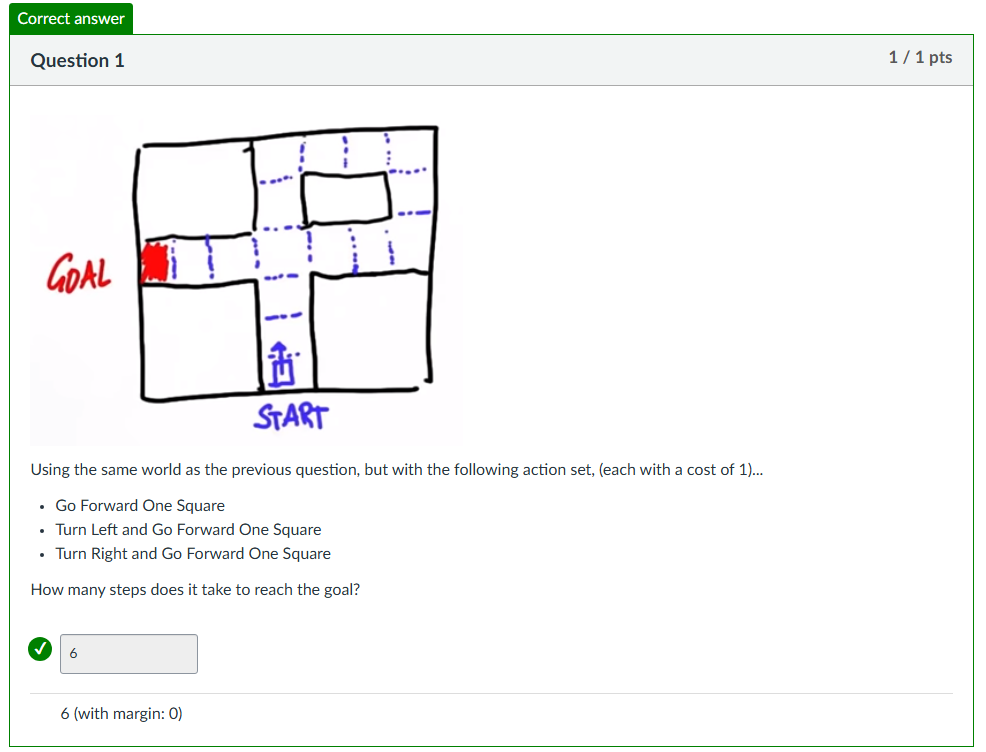 Correct answer
Question 1
1 / 1 pts
GOAL
START
Using the same world as the previous question, but with the following action set, (each with a cost of 1)...
• Go Forward One Square
• Turn Left and Go Forward One Square
• Turn Right and Go Forward One Square
How many steps does it take to reach the goal?
6
6 (with margin: 0)